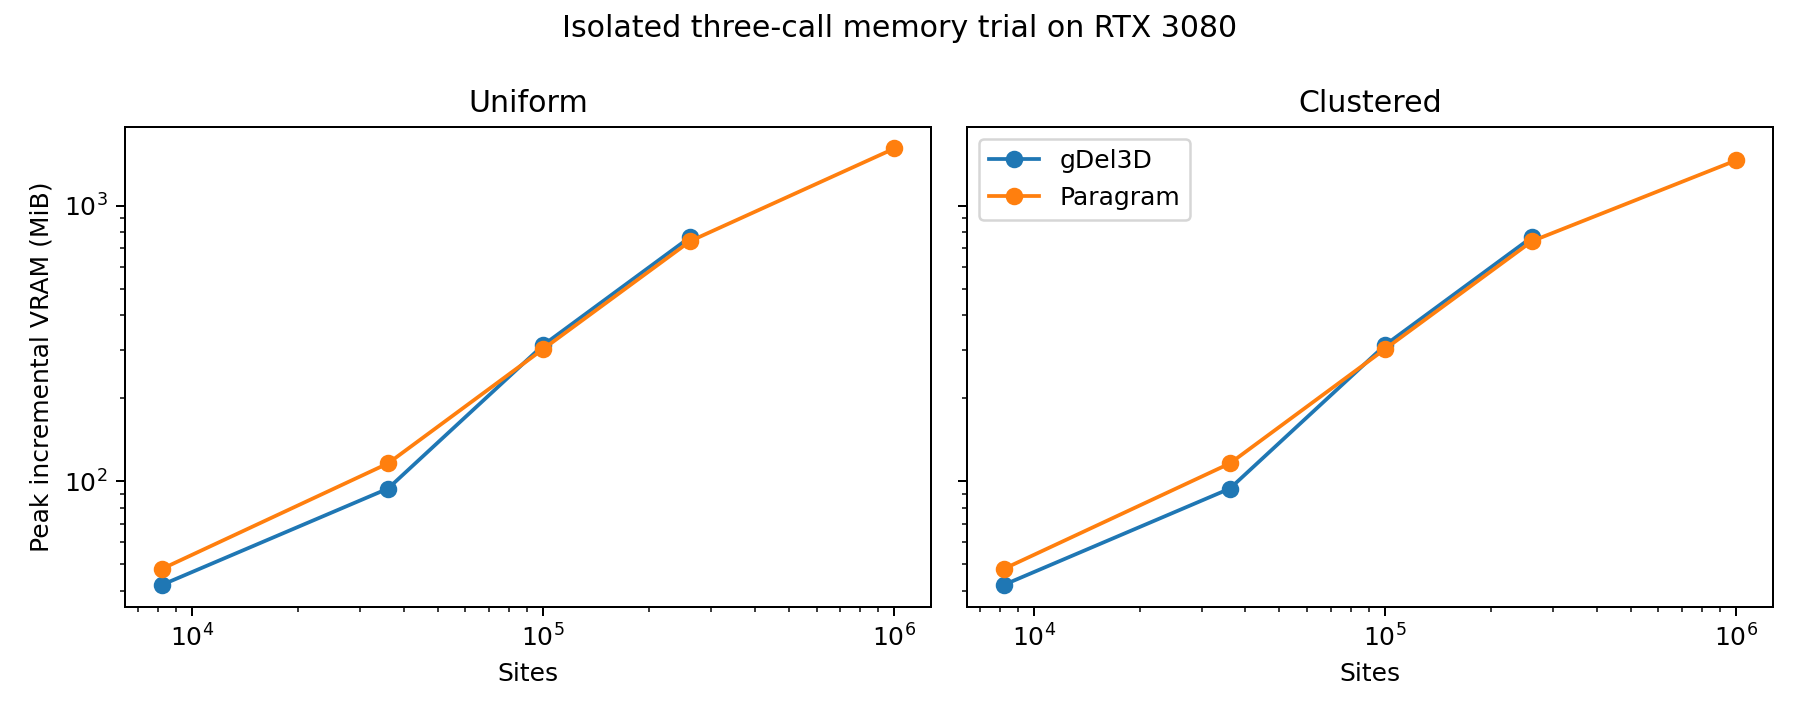 Isolated three-call memory trial on RTX 3080
Uniform
Peak incremental VRAM (MiB)
10³
10²
10⁴
10⁵
10⁶
Sites
Clustered
gDel3D
Paragram
10⁴
10⁵
10⁶
Sites